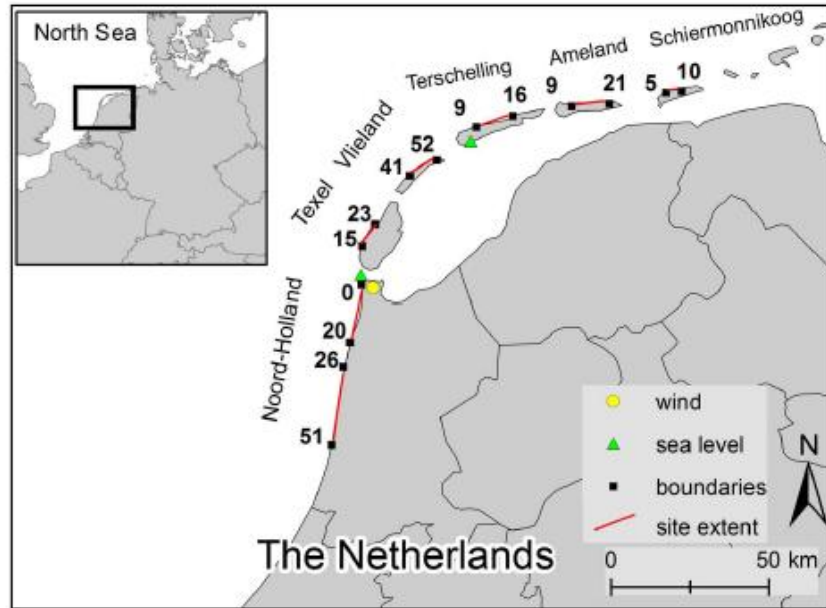 North Sea
Schiermonnikoog
Ameland
Terschelling
Vlieland
Texel
Noord-Holland
5 10
9 21
9 16
41 52
15 23
0
20
26
51
wind
sea level
boundaries
site extent
N
The Netherlands
0 50 km